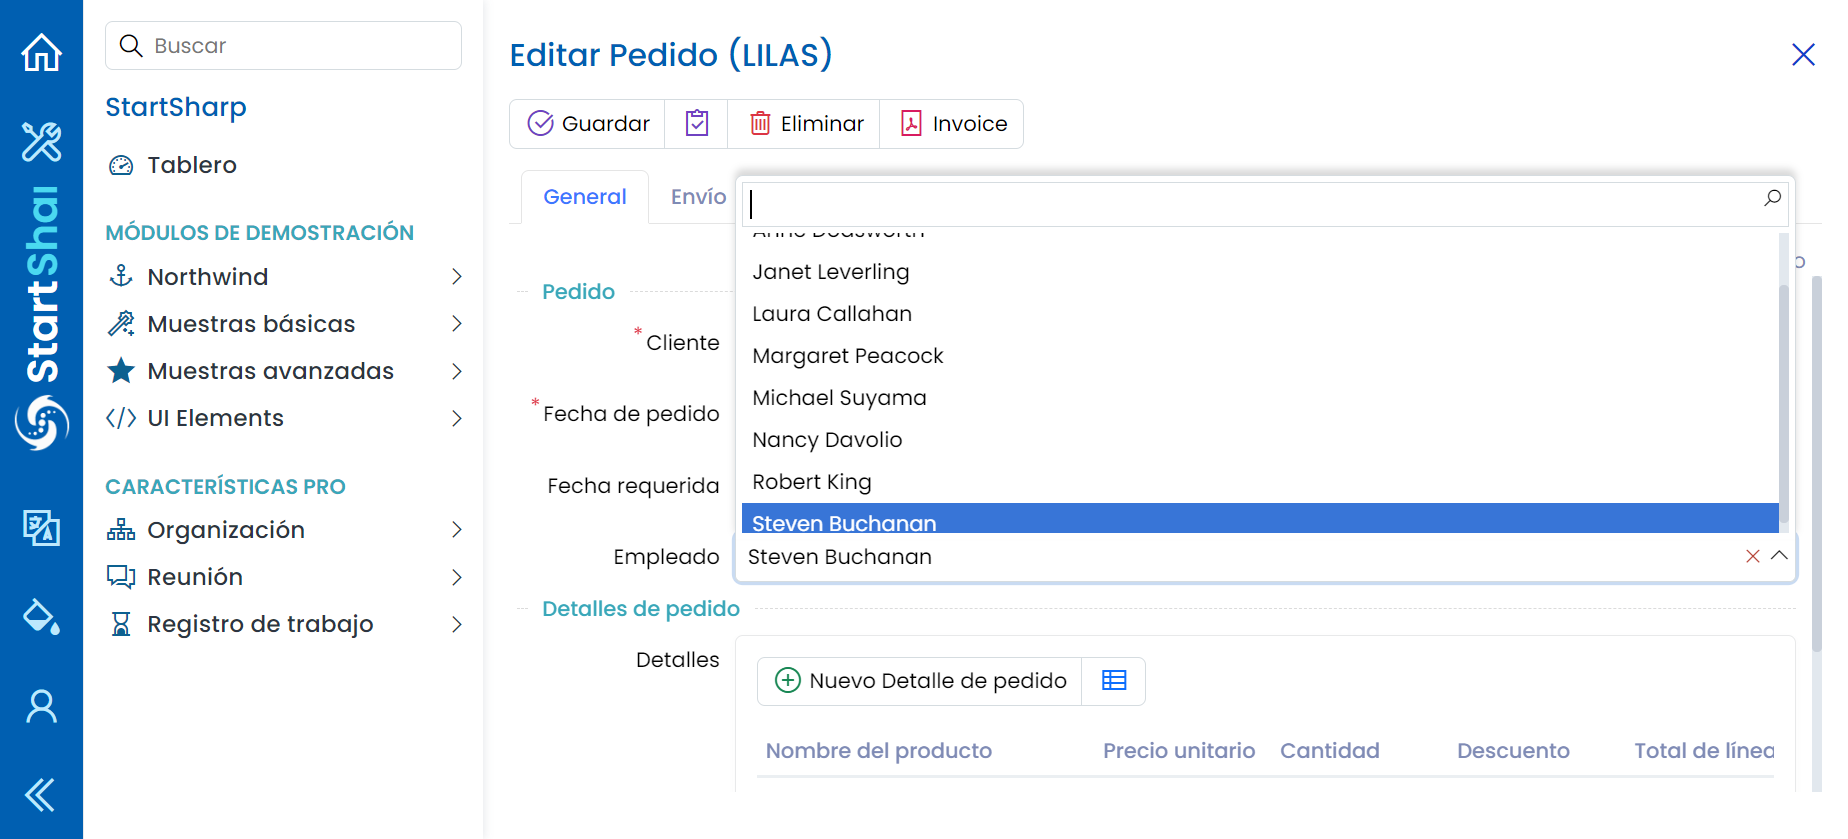 StartShai
Buscar
StartSharp
Tablero
MÓDULOS DE DEMOSTRACIÓN
Northwind
Muestras básicas
Muestras avanzadas
UI Elements
CARACTERÍSTICAS PRO
Organización
Reunión
Registro de trabajo
Editar Pedido (LILAS)
Guardar
Eliminar
Invoice
General
Envío
Pedido
* Cliente
* Fecha de pedido
Fecha requerida
Empleado
Anne Dodsworth
Janet Leverling
Laura Callahan
Margaret Peacock
Michael Suyama
Nancy Davolio
Robert King
Steven Buchanan
Steven Buchanan
Detalles de pedido
Detalles
Nuevo Detalle de pedido
Nombre del producto Precio unitario Cantidad Descuento Total de línea